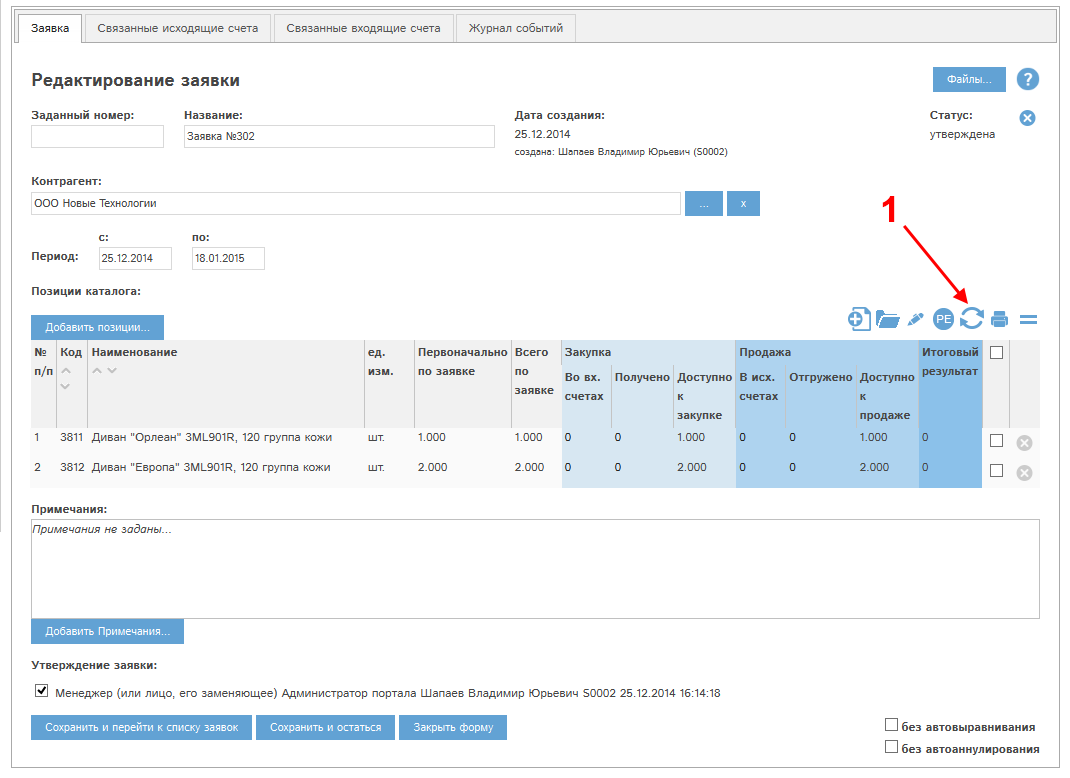 Заявка Связанные исходящие счета Связанные входящие счета Журнал событий
Редактирование заявки Файлы... ?
Заданный номер: Название: Дата создания: Статус:
Заявка №302 25.12.2014 утверждена
создана: Шапаев Владимир Юрьевич (S0002)
Контрагент:
ООО Новые Технологии ... x
1
с: по:
Период: 25.12.2014 18.01.2015
Позиции каталога:
Добавить позиции... PE
№ п/п Код Наименование ед. изм. Первоначально по заявке Всего по заявке Закупка Продажа Итоговый результат
Во вх. счетах Получено Доступно к закупке В исх. счетах Отгружено Доступно к продаже
1 3811 Диван "Орлеан" 3ML901R, 120 группа кожи шт. 1.000 1.000 0 0 1.000 0 0 1.000 0
2 3812 Диван "Европа" 3ML901R, 120 группа кожи шт. 2.000 2.000 0 0 2.000 0 0 2.000 0
Примечания:
Примечания не заданы...
Добавить Примечания...
Утверждение заявки:
Менеджер (или лицо, его заменяющее) Администратор портала Шапаев Владимир Юрьевич S0002 25.12.2014 16:14:18
Сохранить и перейти к списку заявок Сохранить и остаться Закрыть форму без автовыравнивания
без автоаннулирования